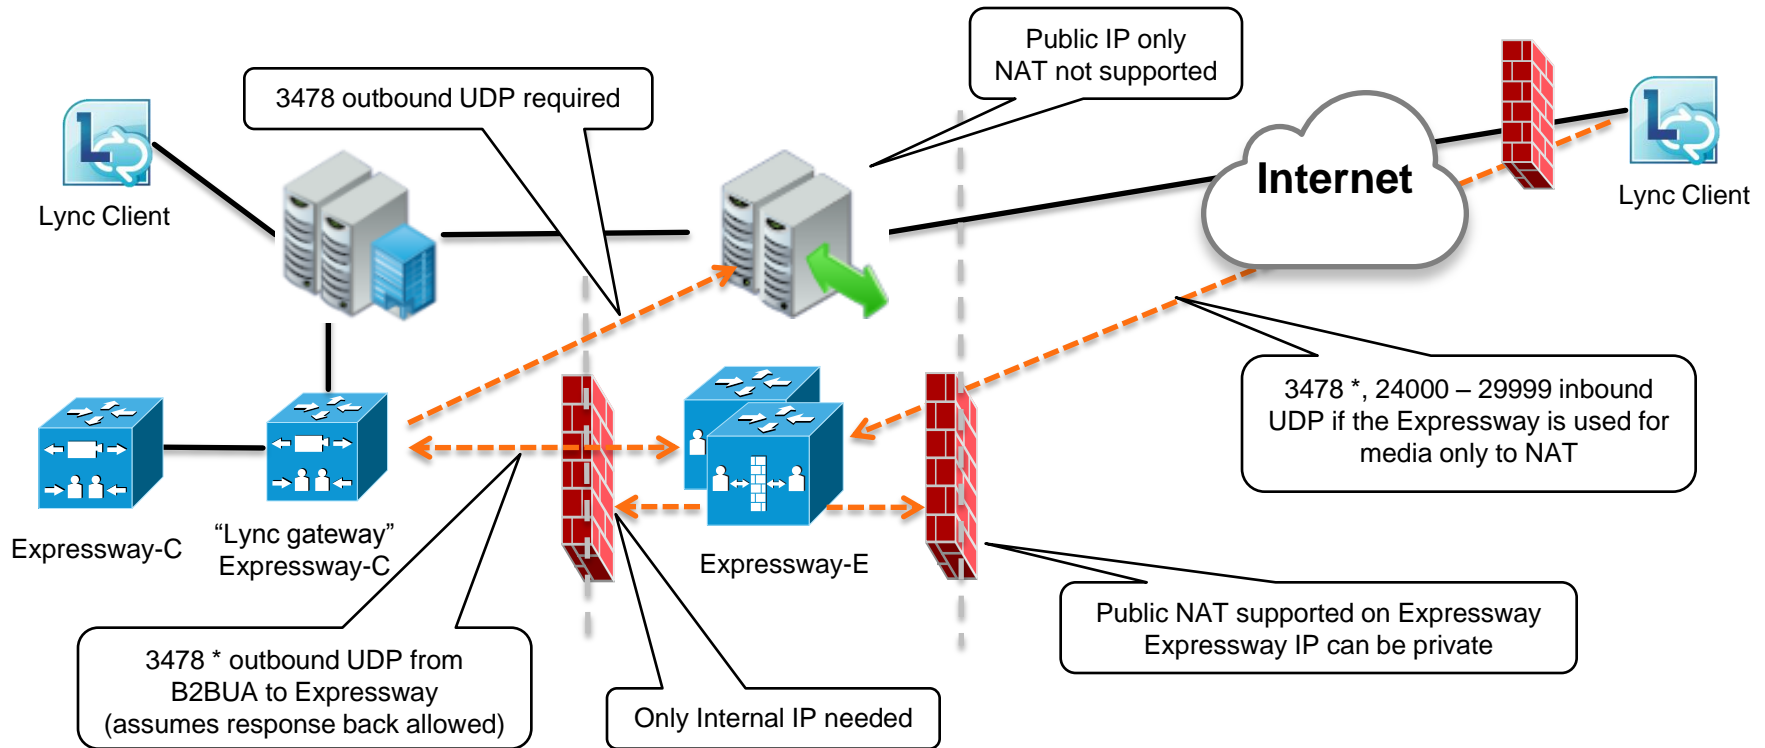 Public IP only
NAT not supported
3478 outbound UDP required
Internet
Lync Client
Lync Client
3478 *, 24000 – 29999 inbound
UDP if the Expressway is used for
media only to NAT
Expressway-C
“Lync gateway”
Expressway-C
Expressway-E
Public NAT supported on Expressway
Expressway IP can be private
3478 * outbound UDP from
B2BUA to Expressway
(assumes response back allowed)
Only Internal IP needed